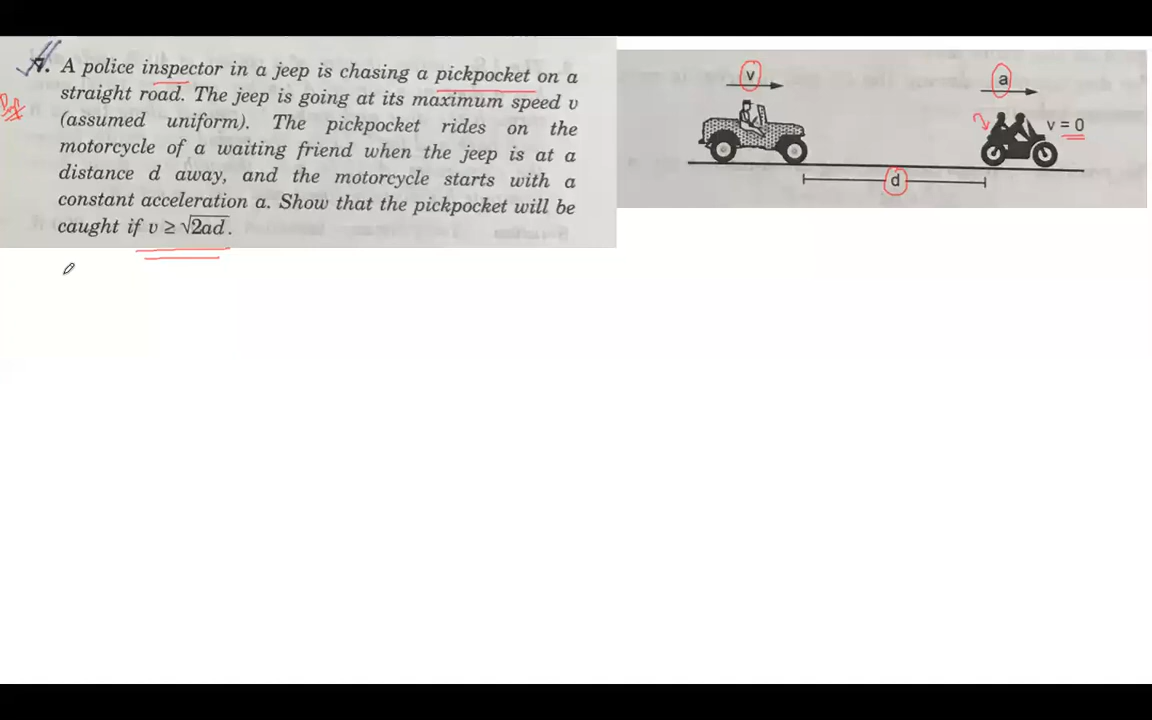 7. A police inspector in a jeep is chasing a pickpocket on a
straight road. The jeep is going at its maximum speed v
(assumed uniform). The pickpocket rides on the
motorcycle of a waiting friend when the jeep is at a
distance d away, and the motorcycle starts with a
constant acceleration a. Show that the pickpocket will be
caught if v ≥ √2ad.
v
a
v = 0
d